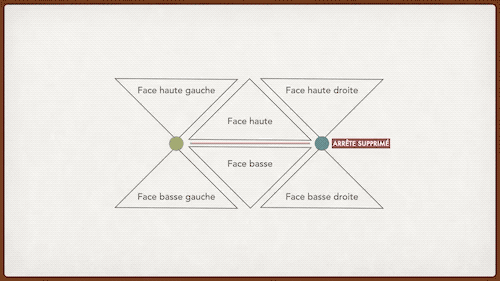 Face haute gauche
Face haute droite
Face haute
ARRÊTE SUPPRIMÉ
Face basse
Face basse gauche
Face basse droite